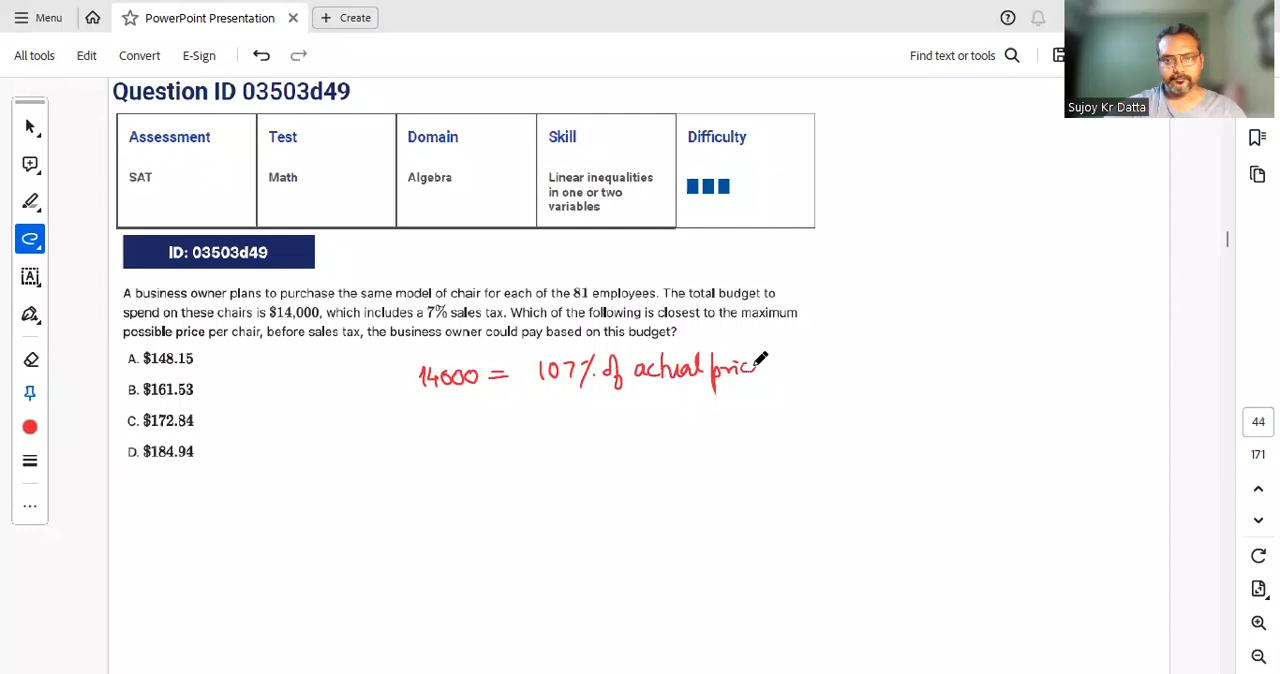 Menu
PowerPoint Presentation
Create
All tools
Edit
Convert
E-Sign
Find text or tools
Sujoy Kr Datta
Question ID 03503d49
Assessment
Test
Domain
Skill
Difficulty
SAT
Math
Algebra
Linear inequalities
in one or two
variables
ID: 03503d49
A business owner plans to purchase the same model of chair for each of the 81 employees. The total budget to
spend on these chairs is $14,000, which includes a 7% sales tax. Which of the following is closest to the maximum
possible price per chair, before sales tax, the business owner could pay based on this budget?
A. $148.15
B. $161.53
C. $172.84
D. $184.94
14000 = 107% of actual pric
44
171